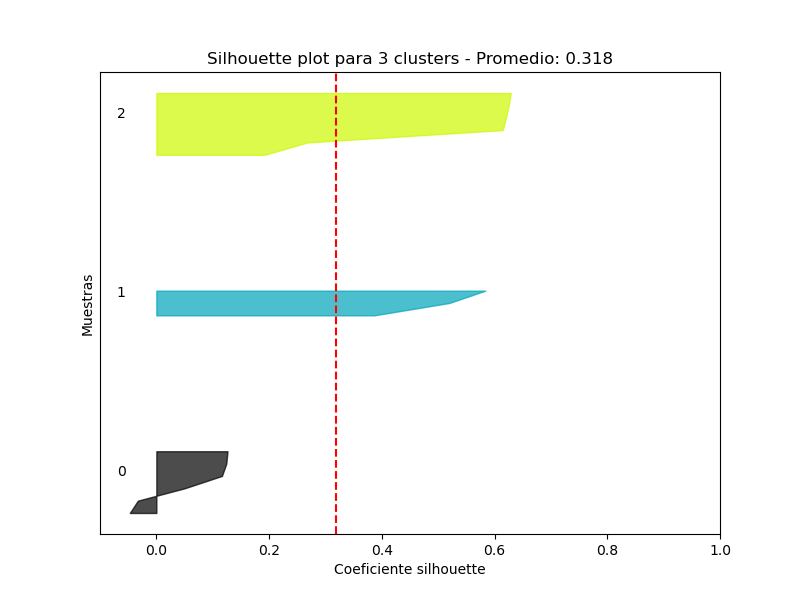 Silhouette plot para 3 clusters - Promedio: 0.318
2
1
0
Muestras
0.0 0.2 0.4 0.6 0.8 1.0
Coeficiente silhouette